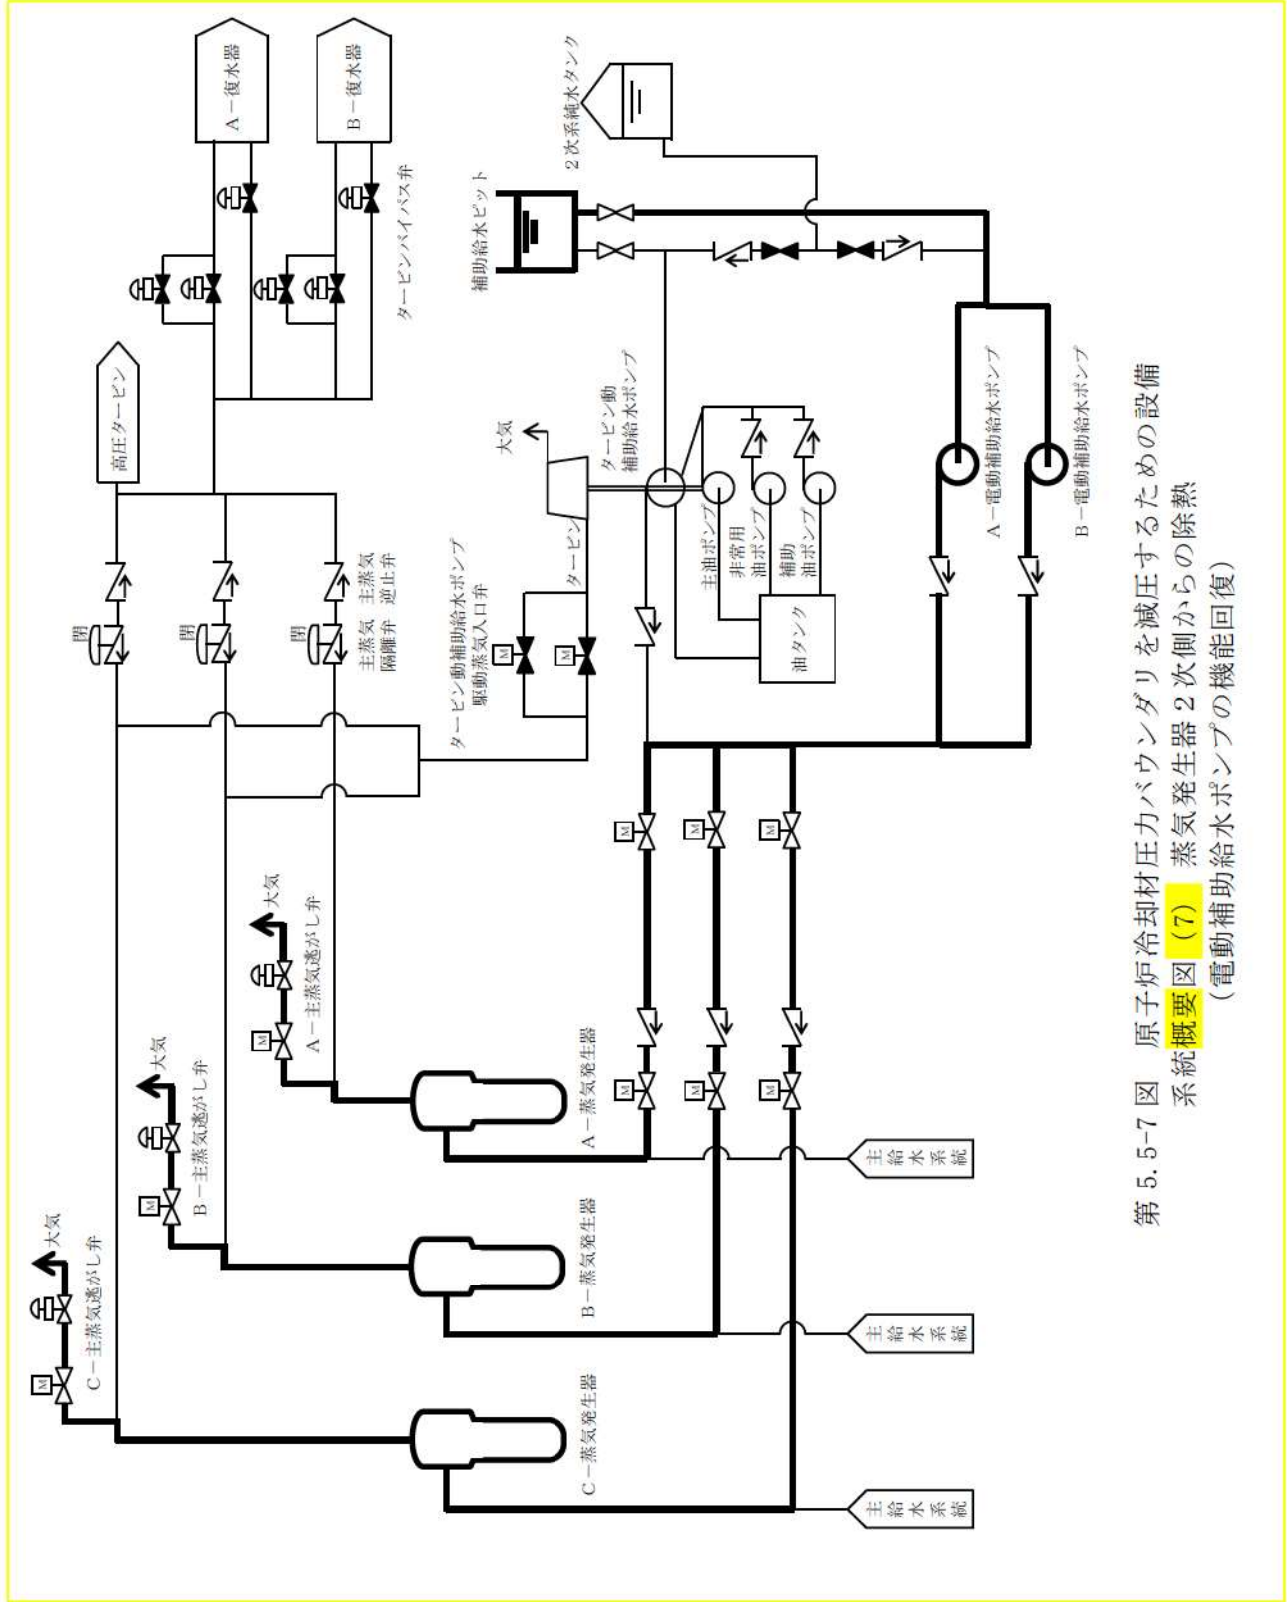 C－主蒸気逃がし弁
大気
M
B－主蒸気逃がし弁
大気
M
A－主蒸気逃がし弁
大気
M
閉
閉
閉
主蒸気
隔離弁
主蒸気
逆止弁
高圧タービン
A－復水器
B－復水器
タービンバイパス弁
タービン動補助給水ポンプ
駆動蒸気入口弁
M
M
タービン
大気
タービン動
補助給水ポンプ
補助給水ピット
2次系純水タンク
C－蒸気発生器
B－蒸気発生器
A－蒸気発生器
M
M
M
M
M
M
油タンク
主油ポンプ
非常用
油ポンプ
補助
油ポンプ
主給水系統
主給水系統
主給水系統
A－電動補助給水ポンプ
B－電動補助給水ポンプ
第5.5-7図　原子炉冷却材圧力バウンダリを減圧するための設備
系統概要図（7）　蒸気発生器2次側からの除熱
（電動補助給水ポンプの機能回復）